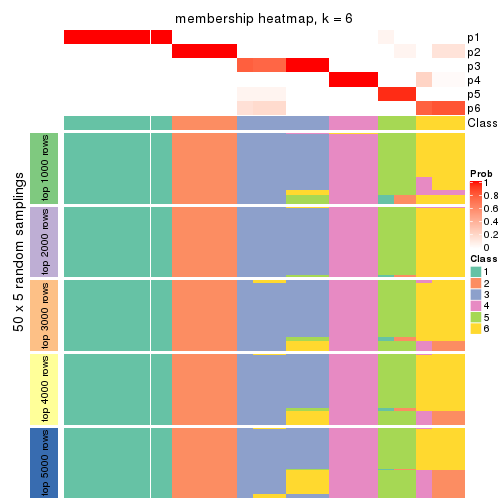 membership heatmap, k = 6
p1
p2
p3
p4
p5
p6
Class
50 x 5 random samplings
top 1000 rows
top 2000 rows
top 3000 rows
top 4000 rows
top 5000 rows
Prob
1
0.8
0.6
0.4
0.2
0
Class
1
2
3
4
5
6